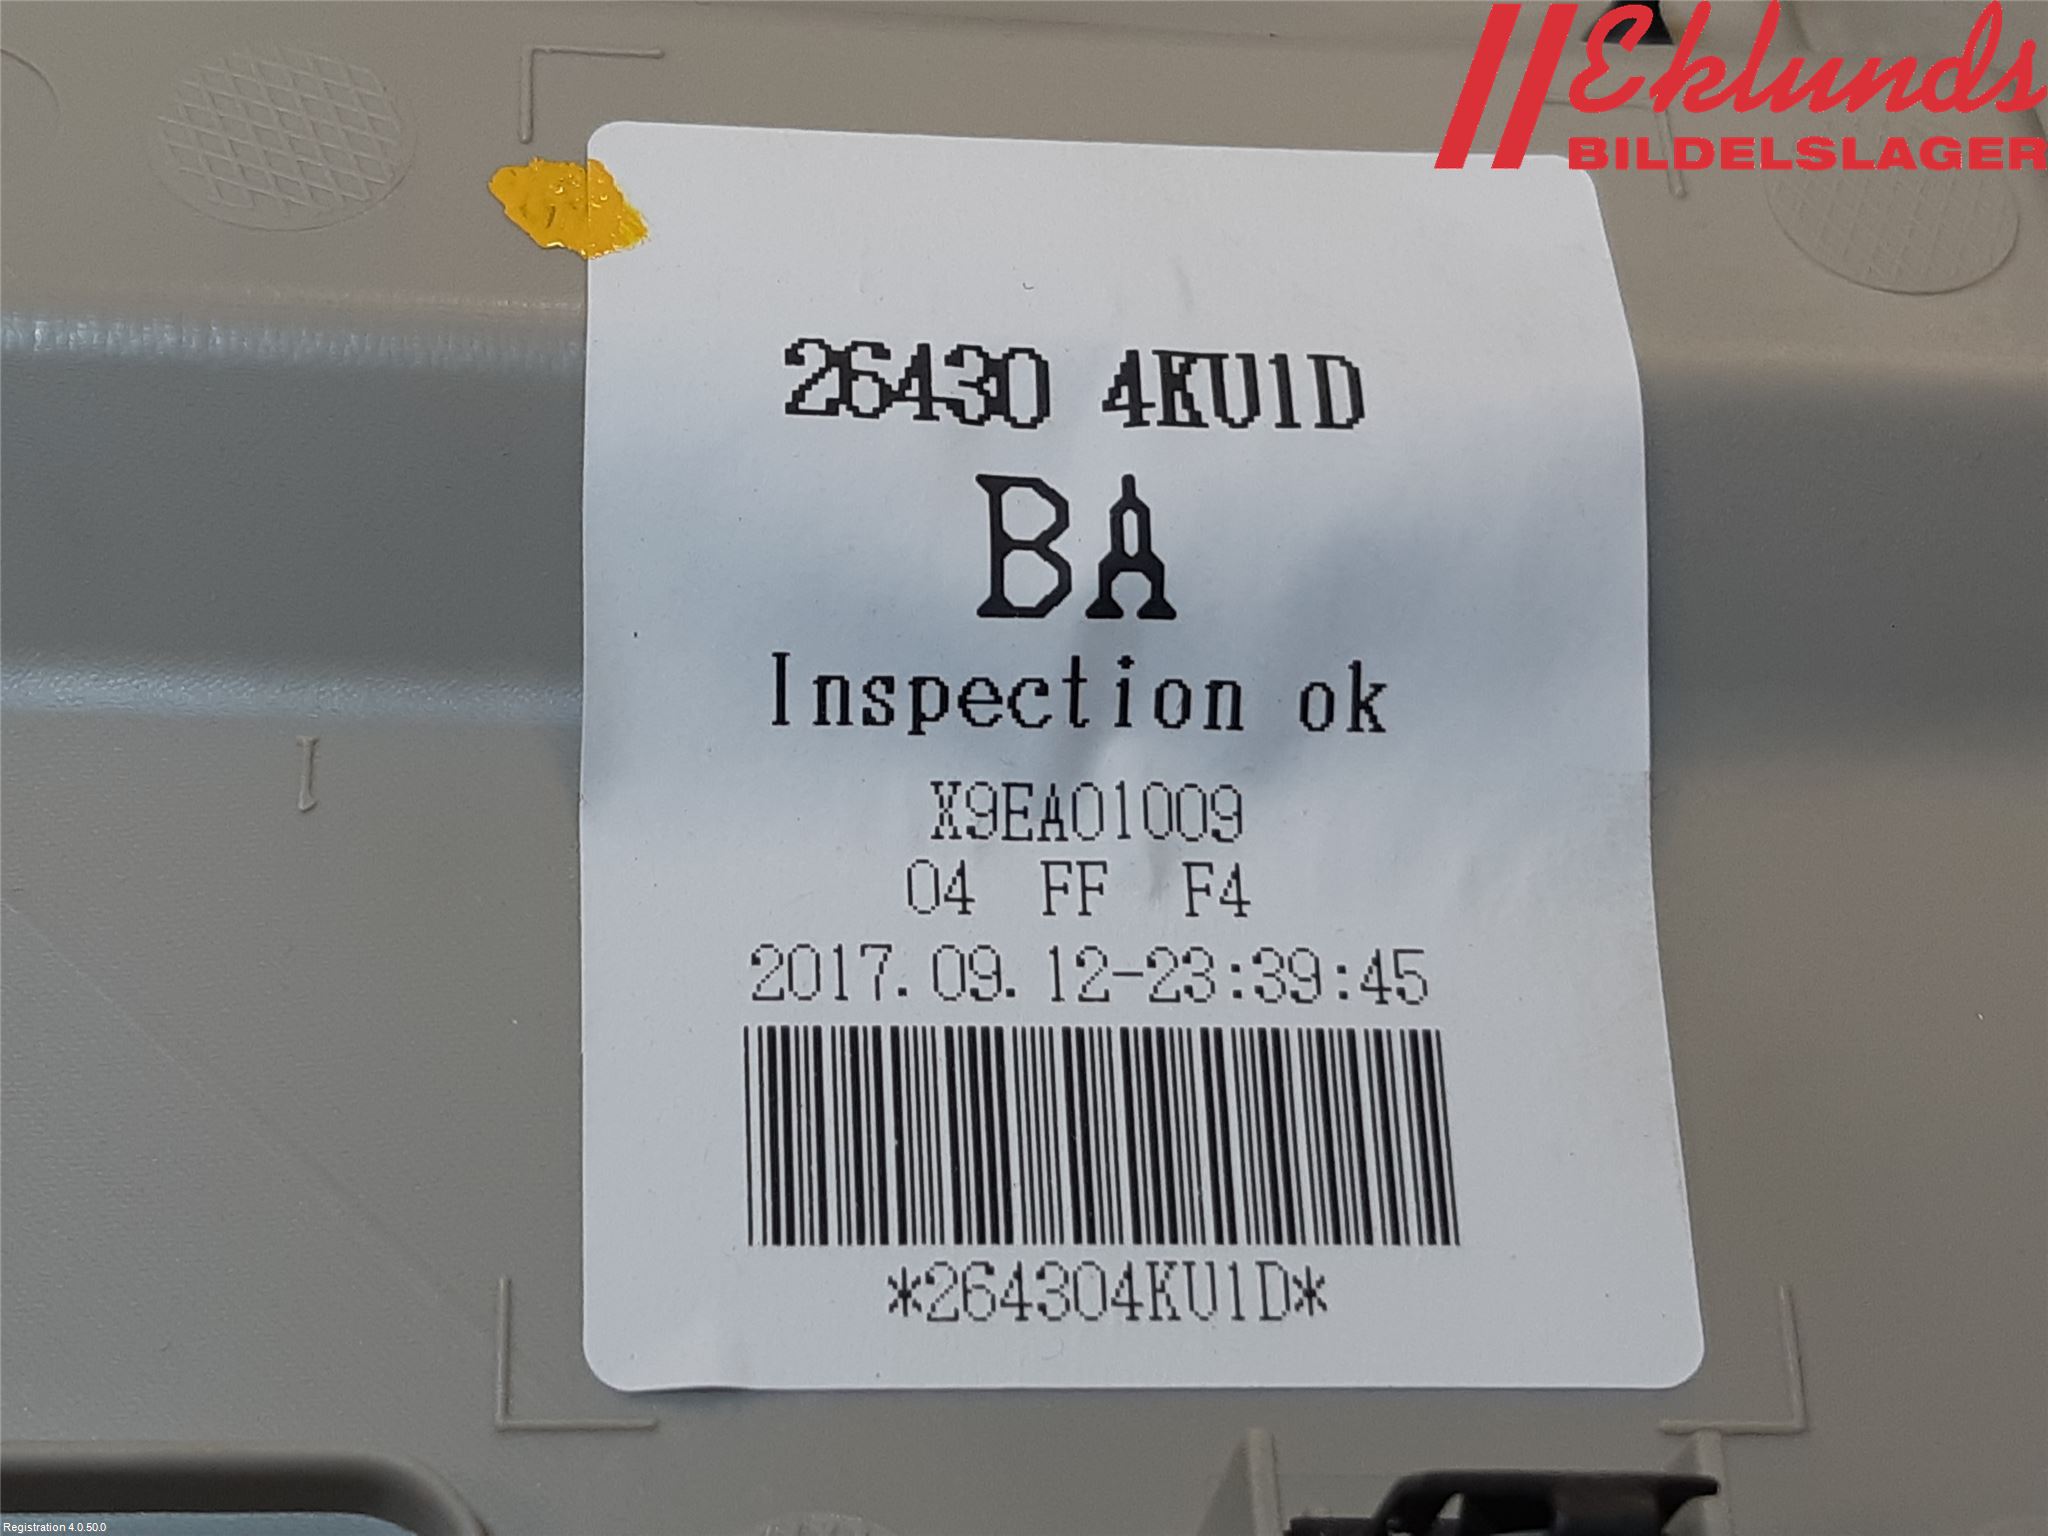 Eklunds
BILDELSLAGER
26430 4KU1D
BA
Inspection ok
X9EA01009
04 FF F4
2017.09.12-23:39:45
*264304KU1D*
Registration 4.0.50.0